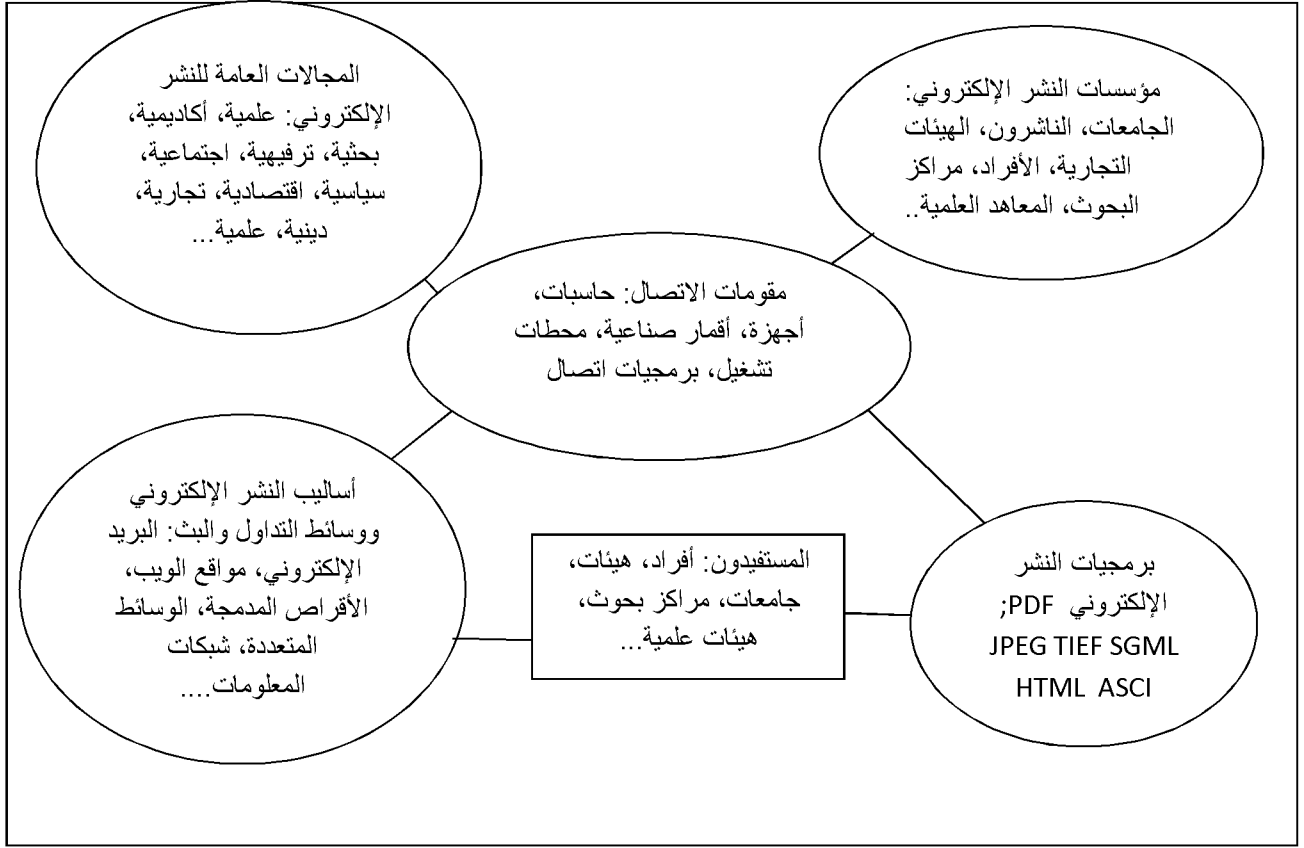 مؤسسات النشر الإلكتروني:
الجامعات، الناشرون، الهيئات
التجارية، الأفراد، مراكز
البحوث، المعاهد العلمية..
المجالات العامة للنشر
الإلكتروني: علمية، أكاديمية،
بحثية، ترفيهية، اجتماعية،
سياسية، اقتصادية، تجارية،
دينية، علمية...
مقومات الاتصال: حاسبات،
أجهزة، أقمار صناعية، محطات
تشغيل، برمجيات اتصال
برمجيات النشر
الإلكتروني PDF;
JPEG TIEF SGML
HTML ASCI
المستفيدون: أفراد، هيئات،
جامعات، مراكز بحوث،
هيئات علمية...
أساليب النشر الإلكتروني
ووسائط التداول والبث: البريد
الإلكتروني، مواقع الويب،
الأقراص المدمجة، الوسائط
المتعددة، شبكات
المعلومات....